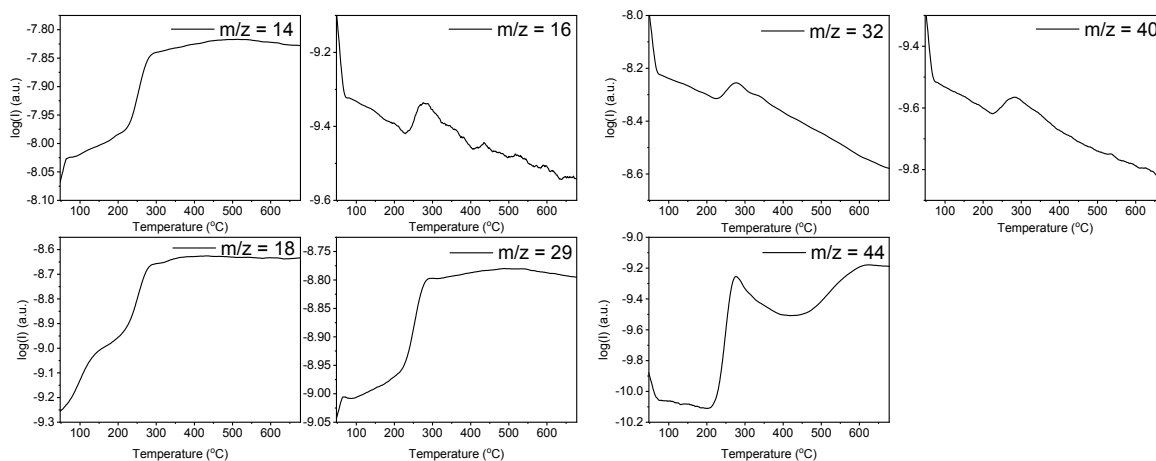 m/z = 14
-7.80
-7.85
-7.90
-7.95
-8.00
-8.05
-8.10
log(I) (a.u.)
100 200 300 400 500 600
Temperature (°C)
m/z = 16
-9.2
-9.4
-9.6
100 200 300 400 500 600
Temperature (°C)
m/z = 32
-8.0
-8.2
-8.4
-8.6
log(I) (a.u.)
100 200 300 400 500 600
Temperature (°C)
m/z = 40
-9.4
-9.6
-9.8
100 200 300 400 500 600
Temperature (°C)
m/z = 18
-8.6
-8.7
-8.8
-8.9
-9.0
-9.1
-9.2
-9.3
log(I) (a.u.)
100 200 300 400 500 600
Temperature (°C)
m/z = 29
-8.75
-8.80
-8.85
-8.90
-8.95
-9.00
-9.05
100 200 300 400 500 600
Temperature (°C)
m/z = 44
-9.0
-9.2
-9.4
-9.6
-9.8
-10.0
-10.2
log(I) (a.u.)
100 200 300 400 500 600
Temperature (°C)